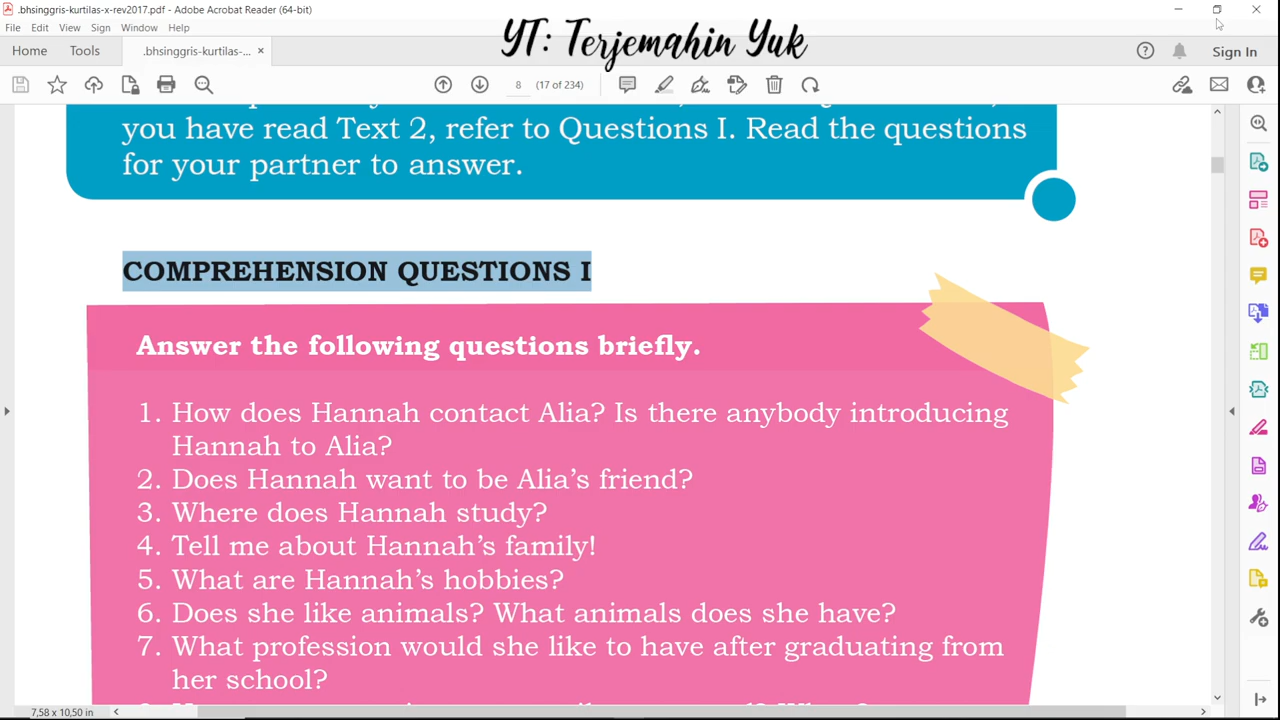 .bhsinggris-kurtilas-x-rev2017.pdf - Adobe Acrobat Reader (64-bit)
File Edit View Sign Window Help
YT: Terjemahin Yuk
Home Tools .bhsinggris-kurtilas-... × Sign In
8 (17 of 234)
you have read Text 2, refer to Questions I. Read the questions
for your partner to answer.
COMPREHENSION QUESTIONS I
Answer the following questions briefly.
1. How does Hannah contact Alia? Is there anybody introducing
Hannah to Alia?
2. Does Hannah want to be Alia's friend?
3. Where does Hannah study?
4. Tell me about Hannah's family!
5. What are Hannah's hobbies?
6. Does she like animals? What animals does she have?
7. What profession would she like to have after graduating from
her school?
7,58 x 10,50 in